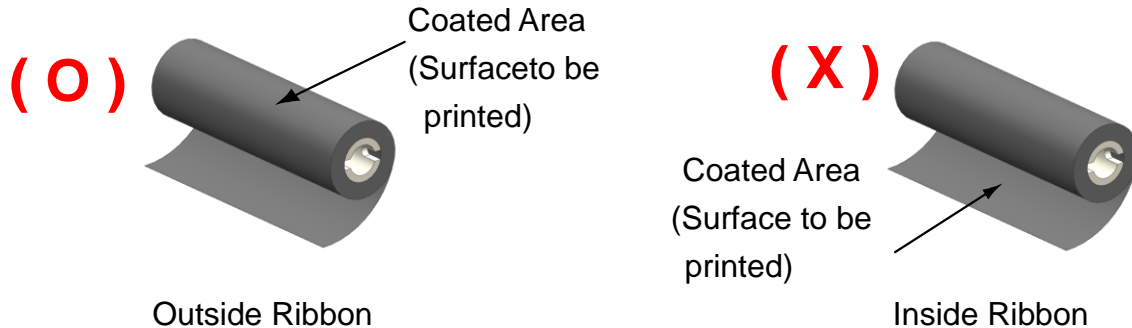 ( O )
Coated Area
(Surfaceto be
printed)
Outside Ribbon
( X )
Coated Area
(Surface to be
printed)
Inside Ribbon